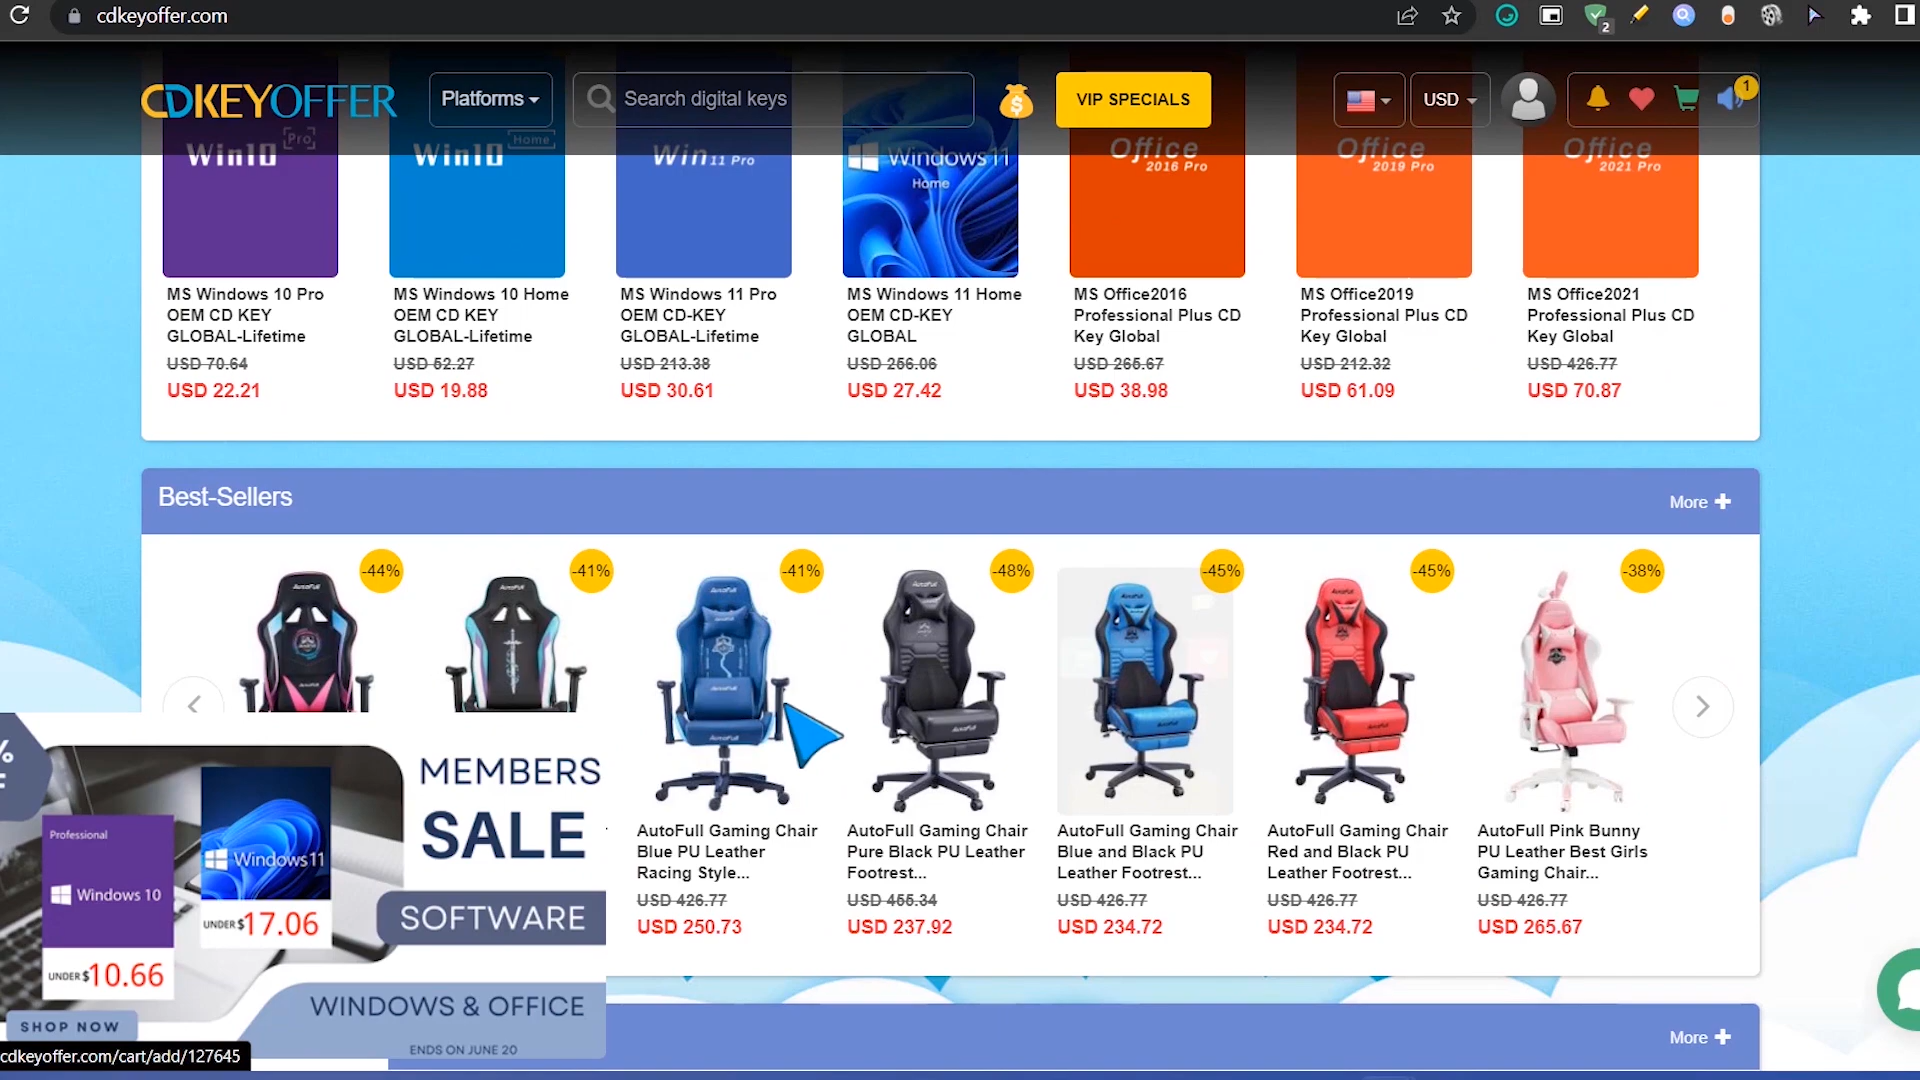 cdkeyoffer.com
2
CDKEYOFFER
Platforms
Search digital keys
VIP SPECIALS
USD
1
Win10 Pro
Win10 Home
Win 11 Pro
Windows 11
Home
Office
2016 Pro
Office
2019 Pro
Office
2021 Pro
MS Windows 10 Pro
OEM CD KEY
GLOBAL-Lifetime
USD 70.64
USD 22.21
MS Windows 10 Home
OEM CD KEY
GLOBAL-Lifetime
USD 52.27
USD 19.88
MS Windows 11 Pro
OEM CD-KEY
GLOBAL-Lifetime
USD 213.38
USD 30.61
MS Windows 11 Home
OEM CD-KEY
GLOBAL
USD 256.06
USD 27.42
MS Office2016
Professional Plus CD
Key Global
USD 265.67
USD 38.98
MS Office2019
Professional Plus CD
Key Global
USD 212.32
USD 61.09
MS Office2021
Professional Plus CD
Key Global
USD 426.77
USD 70.87
Best-Sellers
More
-44%
-41%
-41%
-48%
-45%
-45%
-38%
AutoFull Gaming Chair
Blue PU Leather
Racing Style...
USD 426.77
USD 250.73
AutoFull Gaming Chair
Pure Black PU Leather
Footrest...
USD 455.34
USD 237.92
AutoFull Gaming Chair
Blue and Black PU
Leather Footrest...
USD 426.77
USD 234.72
AutoFull Gaming Chair
Red and Black PU
Leather Footrest...
USD 426.77
USD 234.72
AutoFull Pink Bunny
PU Leather Best Girls
Gaming Chair...
USD 426.77
USD 265.67
MEMBERS
SALE
SOFTWARE
WINDOWS & OFFICE
ENDS ON JUNE 20
Professional
Windows 10
UNDER $10.66
Windows 11
UNDER $17.06
SHOP NOW
More
cdkeyoffer.com/cart/add/127645